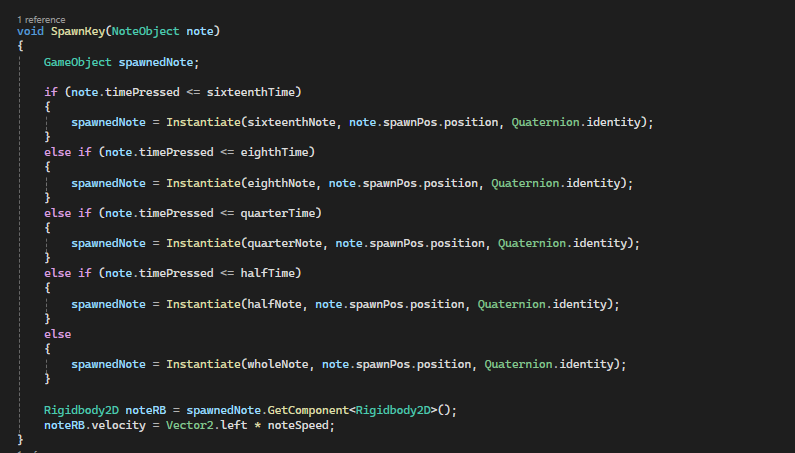 1 reference
void SpawnKey(NoteObject note)
{
    GameObject spawnedNote;

    if (note.timePressed <= sixteenthTime)
    {
        spawnedNote = Instantiate(sixteenthNote, note.spawnPos.position, Quaternion.identity);
    }
    else if (note.timePressed <= eighthTime)
    {
        spawnedNote = Instantiate(eighthNote, note.spawnPos.position, Quaternion.identity);
    }
    else if (note.timePressed <= quarterTime)
    {
        spawnedNote = Instantiate(quarterNote, note.spawnPos.position, Quaternion.identity);
    }
    else if (note.timePressed <= halfTime)
    {
        spawnedNote = Instantiate(halfNote, note.spawnPos.position, Quaternion.identity);
    }
    else
    {
        spawnedNote = Instantiate(wholeNote, note.spawnPos.position, Quaternion.identity);
    }

    Rigidbody2D noteRB = spawnedNote.GetComponent<Rigidbody2D>();
    noteRB.velocity = Vector2.left * noteSpeed;
}